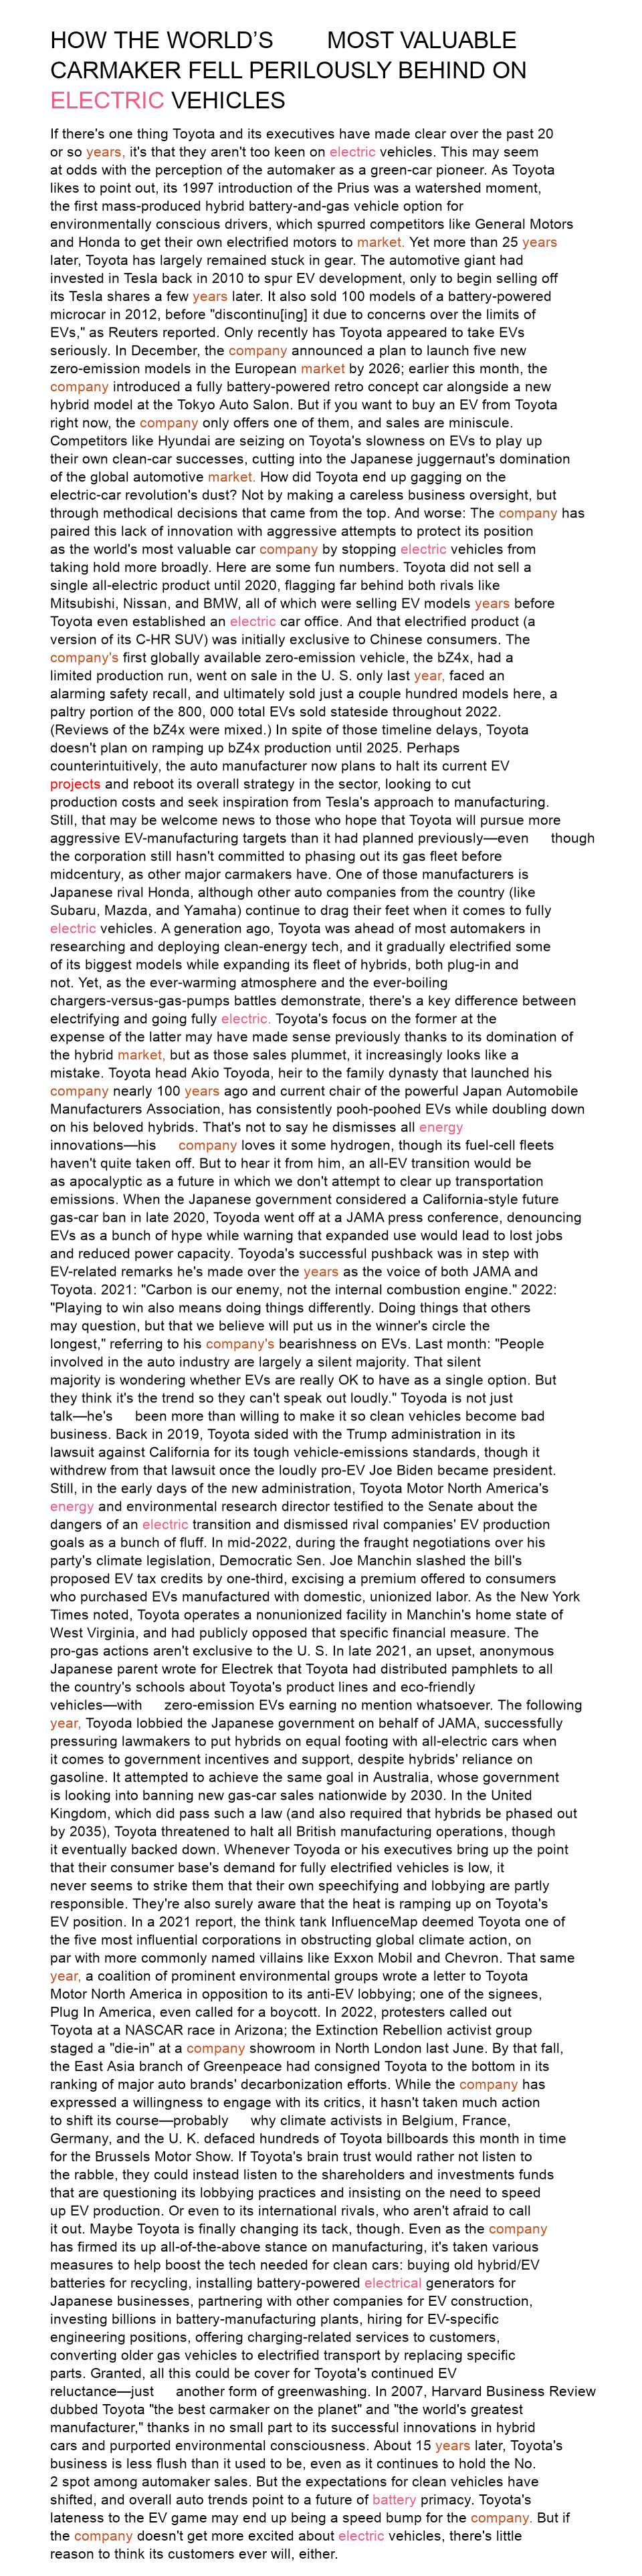 HOW THE WORLD’S MOST VALUABLE
CARMAKER FELL PERILOUSLY BEHIND ON
ELECTRIC VEHICLES
If there's one thing Toyota and its executives have made clear over the past 20
or so years, it's that they aren't too keen on electric vehicles. This may seem
at odds with the perception of the automaker as a green-car pioneer. As Toyota
likes to point out, its 1997 introduction of the Prius was a watershed moment,
the first mass-produced hybrid battery-and-gas vehicle option for
environmentally conscious drivers, which spurred competitors like General Motors
and Honda to get their own electrified motors to market. Yet more than 25 years
later, Toyota has largely remained stuck in gear. The automotive giant had
invested in Tesla back in 2010 to spur EV development, only to begin selling off
its Tesla shares a few years later. It also sold 100 models of a battery-powered
microcar in 2012, before "discontinu[ing] it due to concerns over the limits of
EVs," as Reuters reported. Only recently has Toyota appeared to take EVs
seriously. In December, the company announced a plan to launch five new
zero-emission models in the European market by 2026; earlier this month, the
company introduced a fully battery-powered retro concept car alongside a new
hybrid model at the Tokyo Auto Salon. But if you want to buy an EV from Toyota
right now, the company only offers one of them, and sales are miniscule.
Competitors like Hyundai are seizing on Toyota's slowness on EVs to play up
their own clean-car successes, cutting into the Japanese juggernaut's domination
of the global automotive market. How did Toyota end up gagging on the
electric-car revolution's dust? Not by making a careless business oversight, but
through methodical decisions that came from the top. And worse: The company has
paired this lack of innovation with aggressive attempts to protect its position
as the world's most valuable car company by stopping electric vehicles from
taking hold more broadly. Here are some fun numbers. Toyota did not sell a
single all-electric product until 2020, flagging far behind both rivals like
Mitsubishi, Nissan, and BMW, all of which were selling EV models years before
Toyota even established an electric car office. And that electrified product (a
version of its C-HR SUV) was initially exclusive to Chinese consumers. The
company's first globally available zero-emission vehicle, the bZ4x, had a
limited production run, went on sale in the U. S. only last year, faced an
alarming safety recall, and ultimately sold just a couple hundred models here, a
paltry portion of the 800, 000 total EVs sold stateside throughout 2022.
(Reviews of the bZ4x were mixed.) In spite of those timeline delays, Toyota
doesn't plan on ramping up bZ4x production until 2025. Perhaps
counterintuitively, the auto manufacturer now plans to halt its current EV
projects and reboot its overall strategy in the sector, looking to cut
production costs and seek inspiration from Tesla's approach to manufacturing.
Still, that may be welcome news to those who hope that Toyota will pursue more
aggressive EV-manufacturing targets than it had planned previously—even though
the corporation still hasn't committed to phasing out its gas fleet before
midcentury, as other major carmakers have. One of those manufacturers is
Japanese rival Honda, although other auto companies from the country (like
Subaru, Mazda, and Yamaha) continue to drag their feet when it comes to fully
electric vehicles. A generation ago, Toyota was ahead of most automakers in
researching and deploying clean-energy tech, and it gradually electrified some
of its biggest models while expanding its fleet of hybrids, both plug-in and
not. Yet, as the ever-warming atmosphere and the ever-boiling
chargers-versus-gas-pumps battles demonstrate, there's a key difference between
electrifying and going fully electric. Toyota's focus on the former at the
expense of the latter may have made sense previously thanks to its domination of
the hybrid market, but as those sales plummet, it increasingly looks like a
mistake. Toyota head Akio Toyoda, heir to the family dynasty that launched his
company nearly 100 years ago and current chair of the powerful Japan Automobile
Manufacturers Association, has consistently pooh-poohed EVs while doubling down
on his beloved hybrids. That's not to say he dismisses all energy
innovations—his company loves it some hydrogen, though its fuel-cell fleets
haven't quite taken off. But to hear it from him, an all-EV transition would be
as apocalyptic as a future in which we don't attempt to clear up transportation
emissions. When the Japanese government considered a California-style future
gas-car ban in late 2020, Toyoda went off at a JAMA press conference, denouncing
EVs as a bunch of hype while warning that expanded use would lead to lost jobs
and reduced power capacity. Toyoda's successful pushback was in step with
EV-related remarks he's made over the years as the voice of both JAMA and
Toyota. 2021: "Carbon is our enemy, not the internal combustion engine." 2022:
"Playing to win also means doing things differently. Doing things that others
may question, but that we believe will put us in the winner's circle the
longest," referring to his company's bearishness on EVs. Last month: "People
involved in the auto industry are largely a silent majority. That silent
majority is wondering whether EVs are really OK to have as a single option. But
they think it's the trend so they can't speak out loudly." Toyoda is not just
talk—he's been more than willing to make it so clean vehicles become bad
business. Back in 2019, Toyota sided with the Trump administration in its
lawsuit against California for its tough vehicle-emissions standards, though it
withdrew from that lawsuit once the loudly pro-EV Joe Biden became president.
Still, in the early days of the new administration, Toyota Motor North America's
energy and environmental research director testified to the Senate about the
dangers of an electric transition and dismissed rival companies' EV production
goals as a bunch of fluff. In mid-2022, during the fraught negotiations over his
party's climate legislation, Democratic Sen. Joe Manchin slashed the bill's
proposed EV tax credits by one-third, excising a premium offered to consumers
who purchased EVs manufactured with domestic, unionized labor. As the New York
Times noted, Toyota operates a nonunionized facility in Manchin's home state of
West Virginia, and had publicly opposed that specific financial measure. The
pro-gas actions aren't exclusive to the U. S. In late 2021, an upset, anonymous
Japanese parent wrote for Electrek that Toyota had distributed pamphlets to all
the country's schools about Toyota's product lines and eco-friendly
vehicles—with zero-emission EVs earning no mention whatsoever. The following
year, Toyoda lobbied the Japanese government on behalf of JAMA, successfully
pressuring lawmakers to put hybrids on equal footing with all-electric cars when
it comes to government incentives and support, despite hybrids' reliance on
gasoline. It attempted to achieve the same goal in Australia, whose government
is looking into banning new gas-car sales nationwide by 2030. In the United
Kingdom, which did pass such a law (and also required that hybrids be phased out
by 2035), Toyota threatened to halt all British manufacturing operations, though
it eventually backed down. Whenever Toyoda or his executives bring up the point
that their consumer base's demand for fully electrified vehicles is low, it
never seems to strike them that their own speechifying and lobbying are partly
responsible. They're also surely aware that the heat is ramping up on Toyota's
EV position. In a 2021 report, the think tank InfluenceMap deemed Toyota one of
the five most influential corporations in obstructing global climate action, on
par with more commonly named villains like Exxon Mobil and Chevron. That same
year, a coalition of prominent environmental groups wrote a letter to Toyota
Motor North America in opposition to its anti-EV lobbying; one of the signees,
Plug In America, even called for a boycott. In 2022, protesters called out
Toyota at a NASCAR race in Arizona; the Extinction Rebellion activist group
staged a "die-in" at a company showroom in North London last June. By that fall,
the East Asia branch of Greenpeace had consigned Toyota to the bottom in its
ranking of major auto brands' decarbonization efforts. While the company has
expressed a willingness to engage with its critics, it hasn't taken much action
to shift its course—probably why climate activists in Belgium, France,
Germany, and the U. K. defaced hundreds of Toyota billboards this month in time
for the Brussels Motor Show. If Toyota's brain trust would rather not listen to
the rabble, they could instead listen to the shareholders and investments funds
that are questioning its lobbying practices and insisting on the need to speed
up EV production. Or even to its international rivals, who aren't afraid to call
it out. Maybe Toyota is finally changing its tack, though. Even as the company
has firmed its up all-of-the-above stance on manufacturing, it's taken various
measures to help boost the tech needed for clean cars: buying old hybrid/EV
batteries for recycling, installing battery-powered electrical generators for
Japanese businesses, partnering with other companies for EV construction,
investing billions in battery-manufacturing plants, hiring for EV-specific
engineering positions, offering charging-related services to customers,
converting older gas vehicles to electrified transport by replacing specific
parts. Granted, all this could be cover for Toyota's continued EV
reluctance—just another form of greenwashing. In 2007, Harvard Business Review
dubbed Toyota "the best carmaker on the planet" and "the world's greatest
manufacturer," thanks in no small part to its successful innovations in hybrid
cars and purported environmental consciousness. About 15 years later, Toyota's
business is less flush than it used to be, even as it continues to hold the No.
2 spot among automaker sales. But the expectations for clean vehicles have
shifted, and overall auto trends point to a future of battery primacy. Toyota's
lateness to the EV game may end up being a speed bump for the company. But if
the company doesn't get more excited about electric vehicles, there's little
reason to think its customers ever will, either.